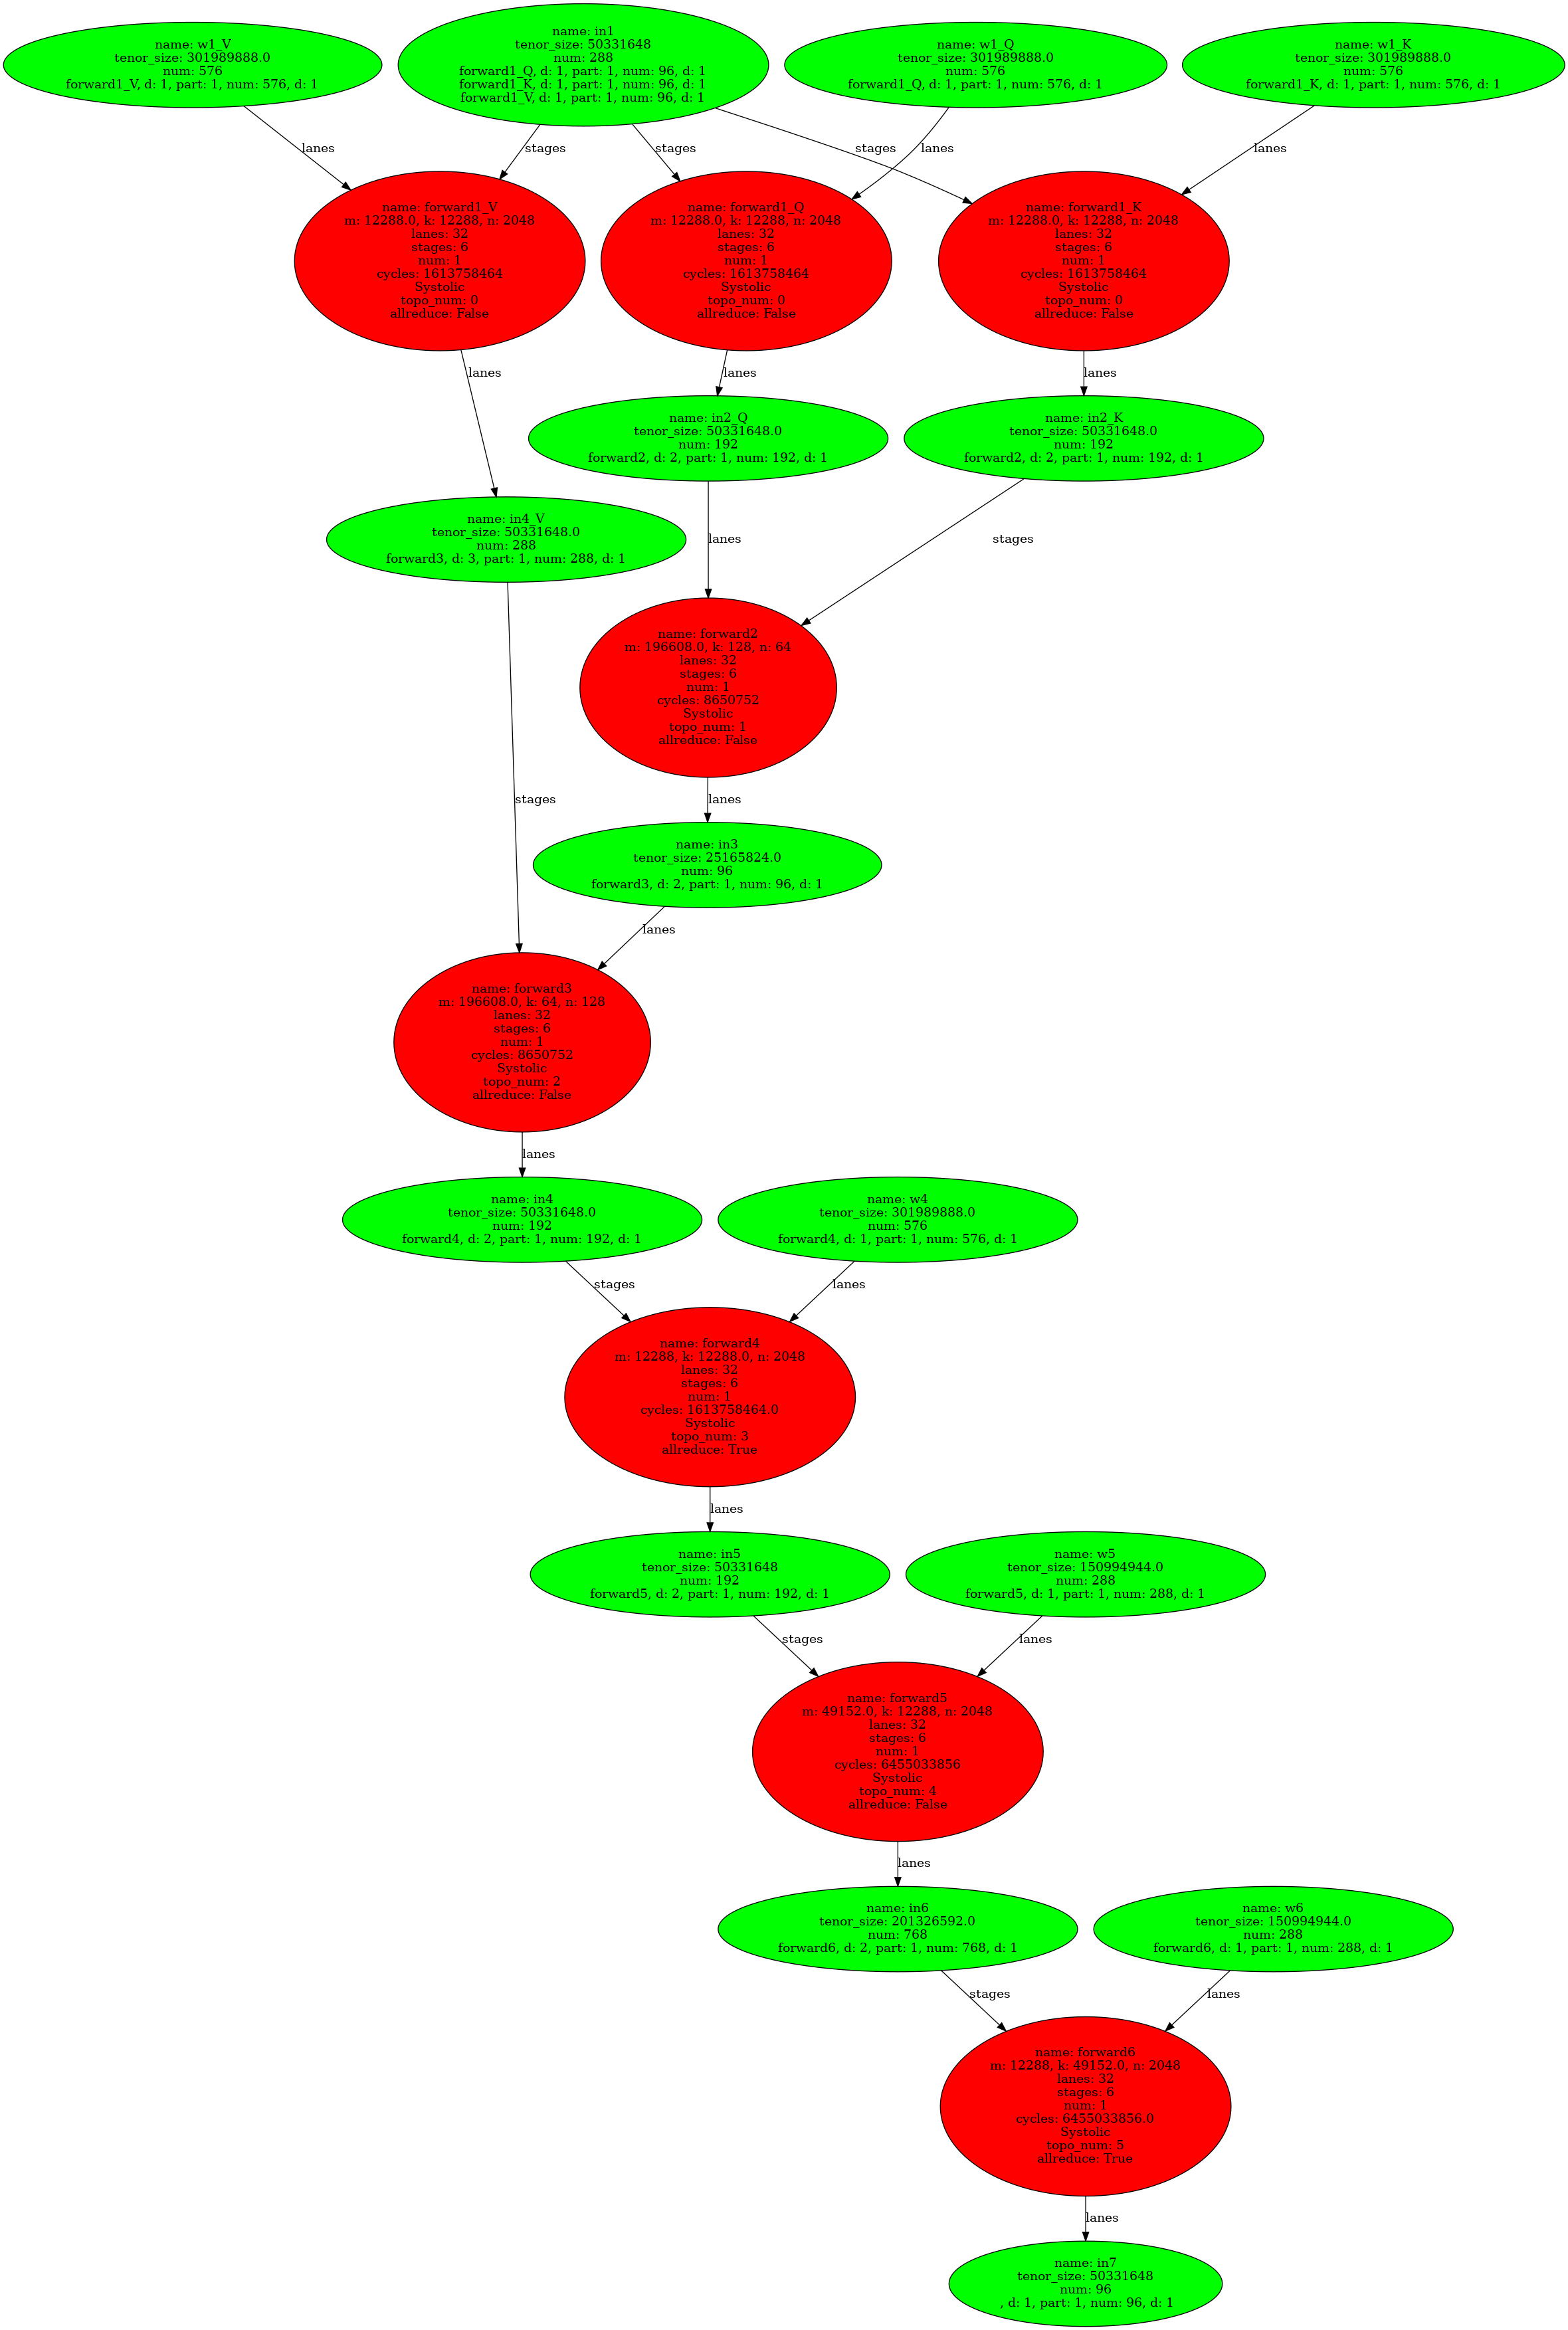 name: w1_V
tenor_size: 301989888.0
num: 576
forward1_V, d: 1, part: 1, num: 576, d: 1
name: in1
tenor_size: 50331648
num: 288
forward1_Q, d: 1, part: 1, num: 96, d: 1
forward1_K, d: 1, part: 1, num: 96, d: 1
forward1_V, d: 1, part: 1, num: 96, d: 1
name: w1_Q
tenor_size: 301989888.0
num: 576
forward1_Q, d: 1, part: 1, num: 576, d: 1
name: w1_K
tenor_size: 301989888.0
num: 576
forward1_K, d: 1, part: 1, num: 576, d: 1
lanes
stages
stages
stages
lanes
lanes
name: forward1_V
m: 12288.0, k: 12288, n: 2048
lanes: 32
stages: 6
num: 1
cycles: 1613758464
Systolic
topo_num: 0
allreduce: False
name: forward1_Q
m: 12288.0, k: 12288, n: 2048
lanes: 32
stages: 6
num: 1
cycles: 1613758464
Systolic
topo_num: 0
allreduce: False
name: forward1_K
m: 12288.0, k: 12288, n: 2048
lanes: 32
stages: 6
num: 1
cycles: 1613758464
Systolic
topo_num: 0
allreduce: False
lanes
lanes
lanes
name: in2_Q
tenor_size: 50331648.0
num: 192
forward2, d: 2, part: 1, num: 192, d: 1
name: in2_K
tenor_size: 50331648.0
num: 192
forward2, d: 2, part: 1, num: 192, d: 1
name: in4_V
tenor_size: 50331648.0
num: 288
forward3, d: 3, part: 1, num: 288, d: 1
lanes
stages
name: forward2
m: 196608.0, k: 128, n: 64
lanes: 32
stages: 6
num: 1
cycles: 8650752
Systolic
topo_num: 1
allreduce: False
stages
lanes
name: in3
tenor_size: 25165824.0
num: 96
forward3, d: 2, part: 1, num: 96, d: 1
lanes
name: forward3
m: 196608.0, k: 64, n: 128
lanes: 32
stages: 6
num: 1
cycles: 8650752
Systolic
topo_num: 2
allreduce: False
lanes
name: in4
tenor_size: 50331648.0
num: 192
forward4, d: 2, part: 1, num: 192, d: 1
name: w4
tenor_size: 301989888.0
num: 576
forward4, d: 1, part: 1, num: 576, d: 1
stages
lanes
name: forward4
m: 12288, k: 12288.0, n: 2048
lanes: 32
stages: 6
num: 1
cycles: 1613758464.0
Systolic
topo_num: 3
allreduce: True
lanes
name: in5
tenor_size: 50331648
num: 192
forward5, d: 2, part: 1, num: 192, d: 1
name: w5
tenor_size: 150994944.0
num: 288
forward5, d: 1, part: 1, num: 288, d: 1
stages
lanes
name: forward5
m: 49152.0, k: 12288, n: 2048
lanes: 32
stages: 6
num: 1
cycles: 6455033856
Systolic
topo_num: 4
allreduce: False
lanes
name: in6
tenor_size: 201326592.0
num: 768
forward6, d: 2, part: 1, num: 768, d: 1
name: w6
tenor_size: 150994944.0
num: 288
forward6, d: 1, part: 1, num: 288, d: 1
stages
lanes
name: forward6
m: 12288, k: 49152.0, n: 2048
lanes: 32
stages: 6
num: 1
cycles: 6455033856.0
Systolic
topo_num: 5
allreduce: True
lanes
name: in7
tenor_size: 50331648
num: 96
, d: 1, part: 1, num: 96, d: 1